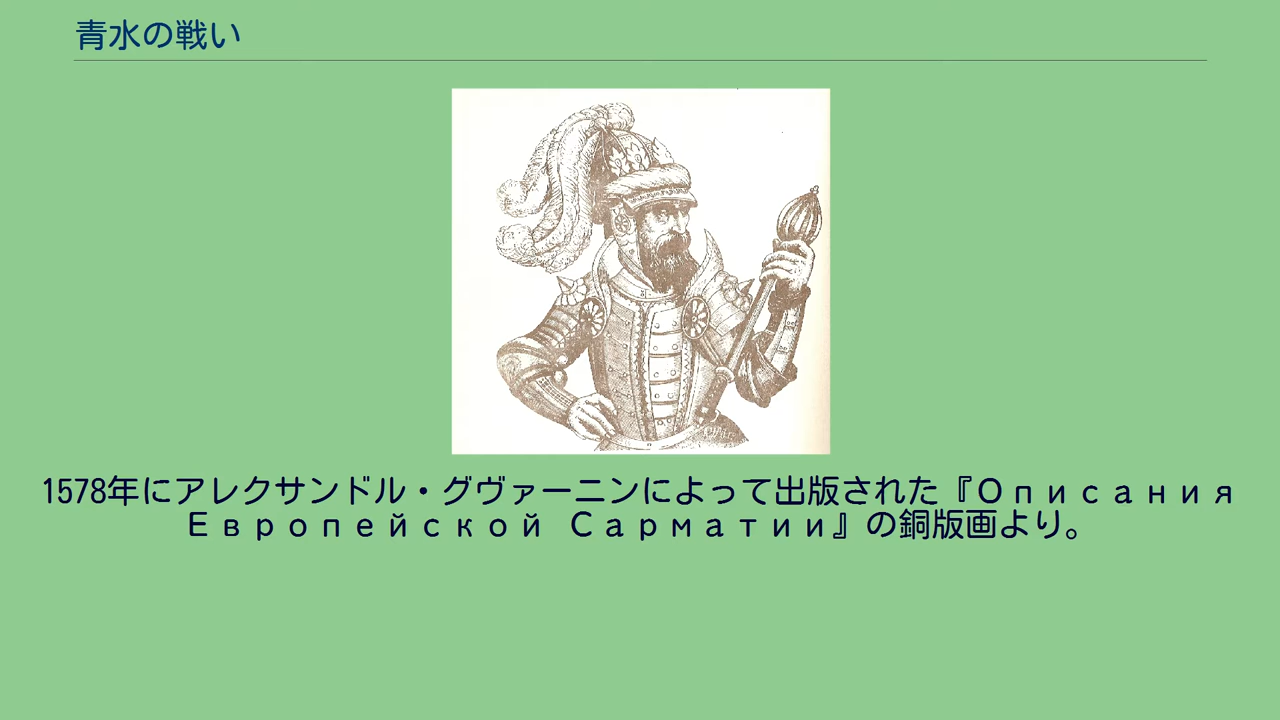 青水の戦い
1578年にアレクサンドル・グヴァーニンによって出版された『Описания
Европейской Сарматии』の銅版画より。